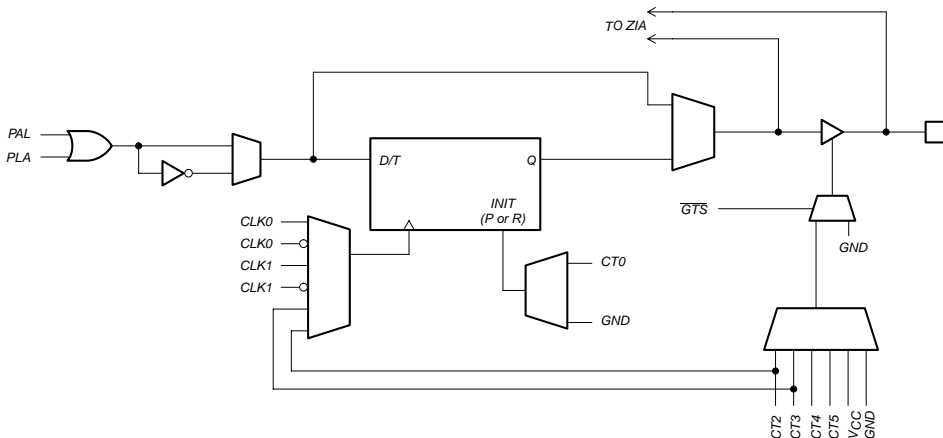 TO ZIA
PAL
PLA
D/T
Q
INIT
(P or R)
CLK0
CLK0
CLK1
CLK1
CT0
GND
GTS
GND
CT2
CT3
CT4
CT5
VCC
GND